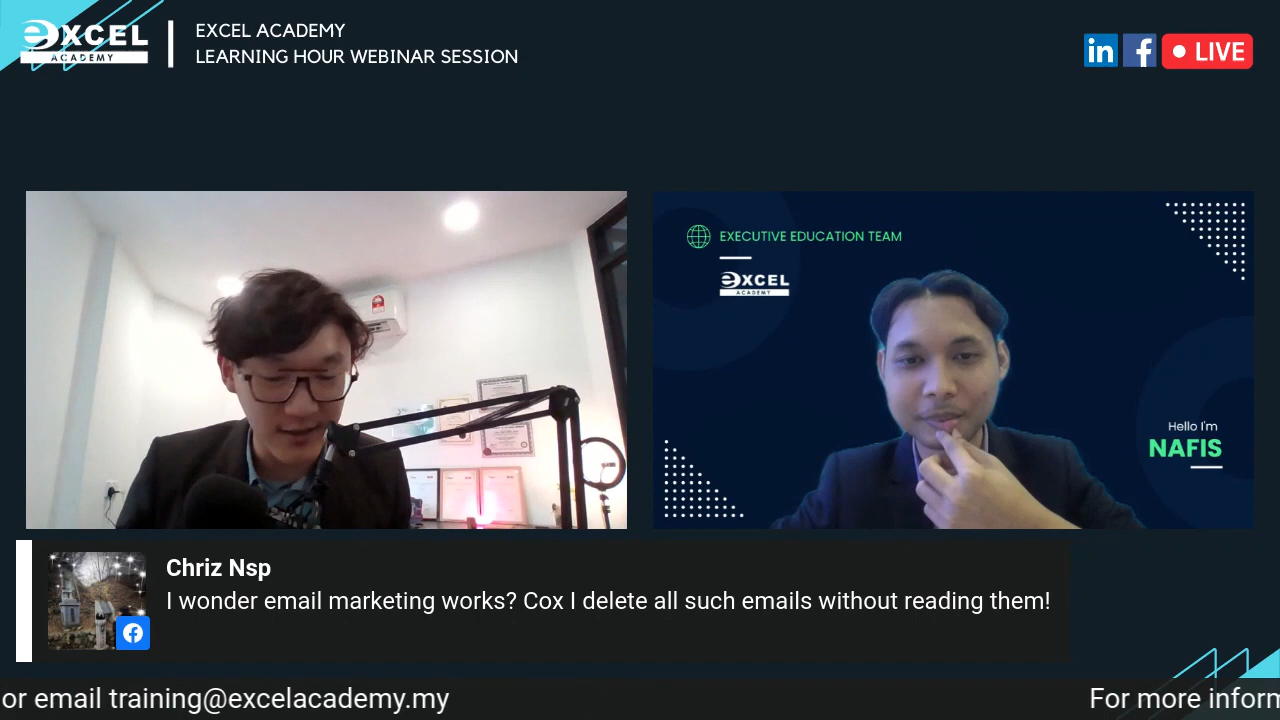 eXCEL
ACADEMY
EXCEL ACADEMY
LEARNING HOUR WEBINAR SESSION
in
f
LIVE
EXECUTIVE EDUCATION TEAM
eXCEL
ACADEMY
Hello I'm
NAFIS
Chriz Nsp
I wonder email marketing works? Cox I delete all such emails without reading them!
or email training@excelacademy.my
For more inform